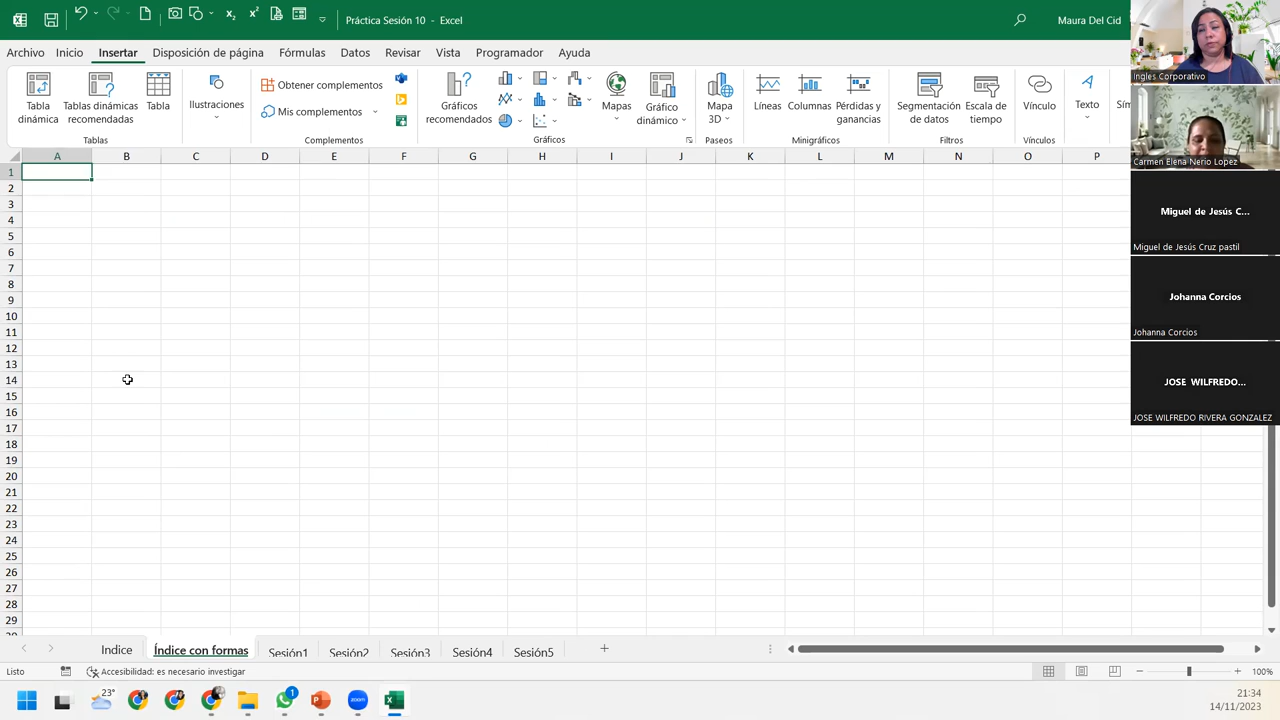 Práctica Sesión 10 - Excel
Maura Del Cid
Archivo Inicio Insertar Disposición de página Fórmulas Datos Revisar Vista Programador Ayuda
Tabla dinámica
Tablas dinámicas recomendadas
Tabla
Tablas
Ilustraciones
Obtener complementos
Mis complementos
Complementos
Gráficos recomendados
Mapas
Gráfico dinámico
Gráficos
Mapa 3D
Paseos
Líneas
Columnas
Pérdidas y ganancias
Minigráficos
Segmentación de datos
Escala de tiempo
Filtros
Vínculo
Vínculos
Texto
A B C D E F G H I J K L M N O P
1
2
3
4
5
6
7
8
9
10
11
12
13
14
15
16
17
18
19
20
21
22
23
24
25
26
27
28
29
Ingles Corporativo
Carmen Elena Nerio Lopez
Miguel de Jesús C...
Miguel de Jesús Cruz pastil
Johanna Corcios
Johanna Corcios
JOSE WILFREDO...
JOSE WILFREDO RIVERA GONZALEZ
Indice Índice con formas Sesión1 Sesión2 Sesión3 Sesión4 Sesión5
Listo
Accesibilidad: es necesario investigar
100%
23°
1
zoom
21:34
14/11/2023